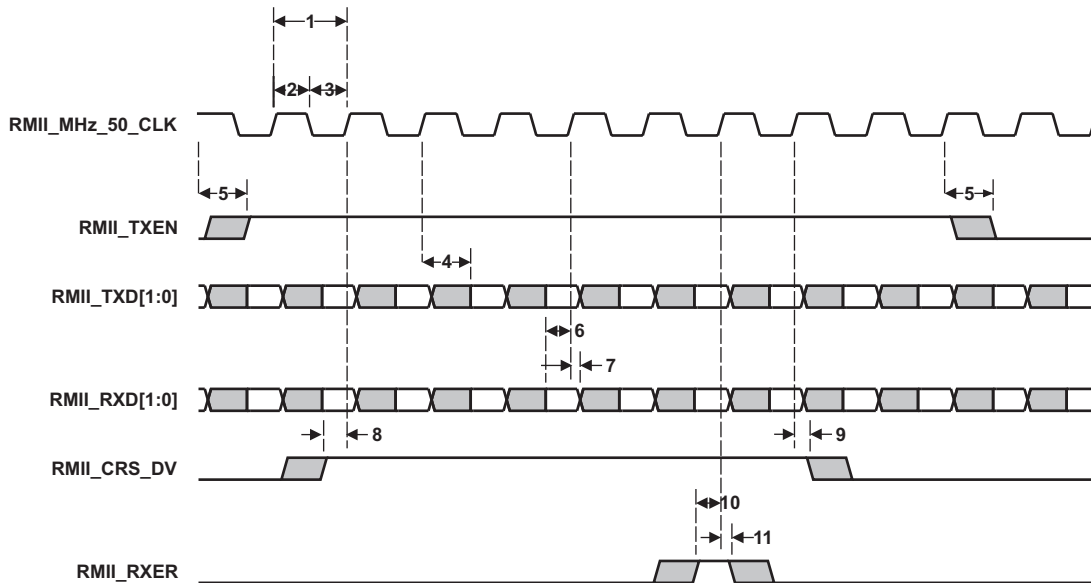 1
2
3
RMII_MHz_50_CLK
5
5
RMII_TXEN
4
RMII_TXD[1:0]
6
7
RMII_RXD[1:0]
8
9
RMII_CRS_DV
10
11
RMII_RXER